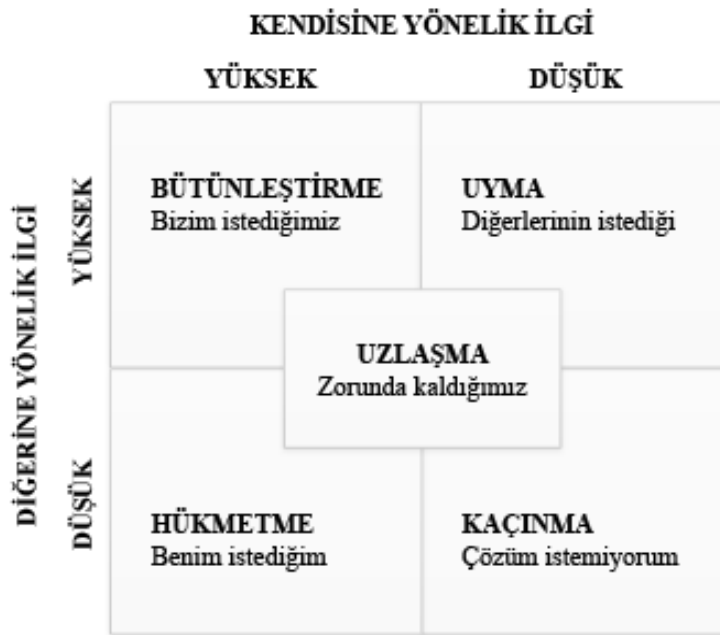 KENDİSİNE YÖNELİK İLGİ
YÜKSEK DÜŞÜK
DİĞERİNE YÖNELİK İLGİ
YÜKSEK
BÜTÜNLEŞTİRME
Bizim istediğimiz
UYMA
Diğerlerinin istediği
UZLAŞMA
Zorunda kaldığımız
DÜŞÜK
HÜKMETME
Benim istediğim
KAÇINMA
Çözüm istemiyorum